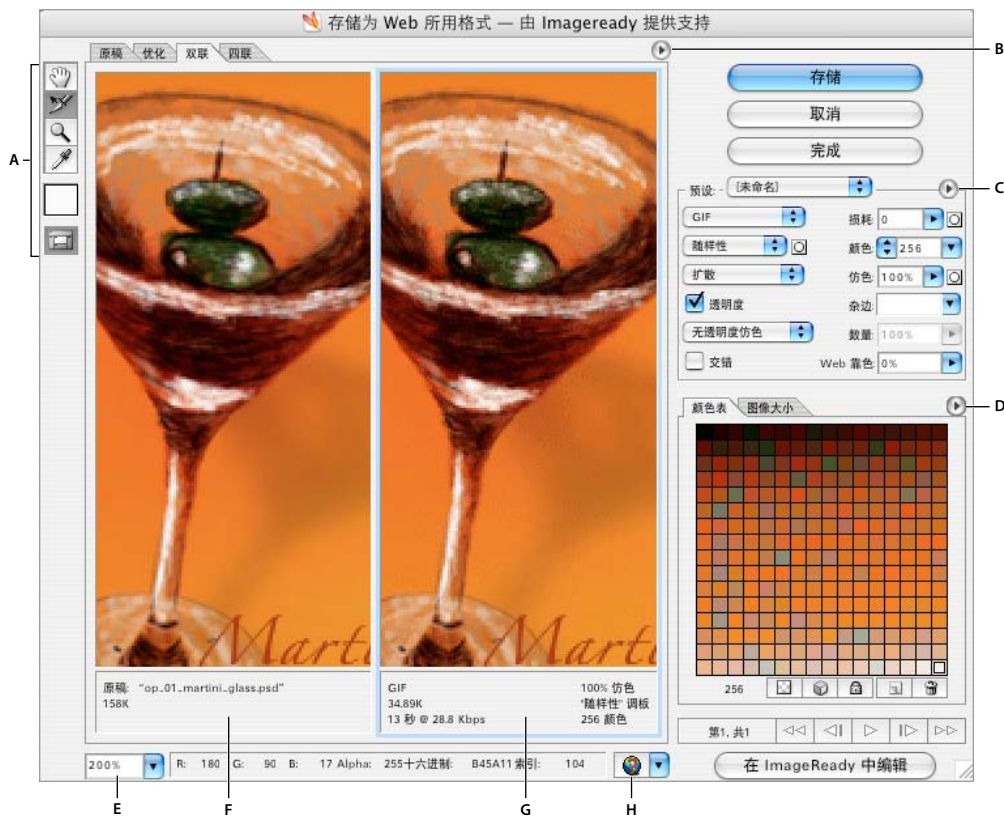 存储为 Web 所用格式 — 由 Imageready 提供支持
原稿 优化 双联 四联
B
存储
取消
完成
A
预设: [未命名]
C
GIF 损耗: 0
随样性 颜色: 256
扩散 仿色: 100%
透明度 杂边:
无透明度仿色 数量: 100%
交错 Web 靠色: 0%
颜色表 图像大小
D
Mart
Marti
原稿: "op_01_martini_glass.psd"
158K
GIF 100% 仿色
34.89K "随样性" 调板
13 秒 @ 28.8 Kbps 256 颜色
256
第1, 共1
200% R: 180 G: 90 B: 17 Alpha: 255十六进制: B45A11 索引: 104
在 ImageReady 中编辑
E F G H